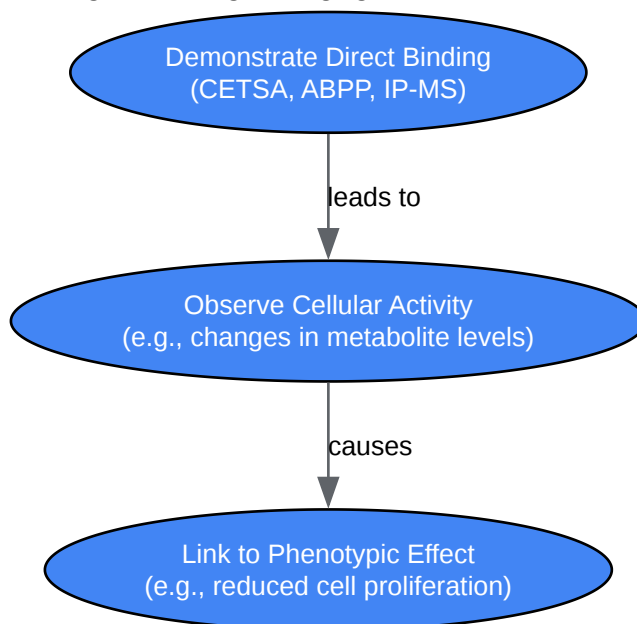 Demonstrate Direct Binding
(CETSA, ABPP, IP-MS)
leads to
Observe Cellular Activity
(e.g., changes in metabolite levels)
causes
Link to Phenotypic Effect
(e.g., reduced cell proliferation)